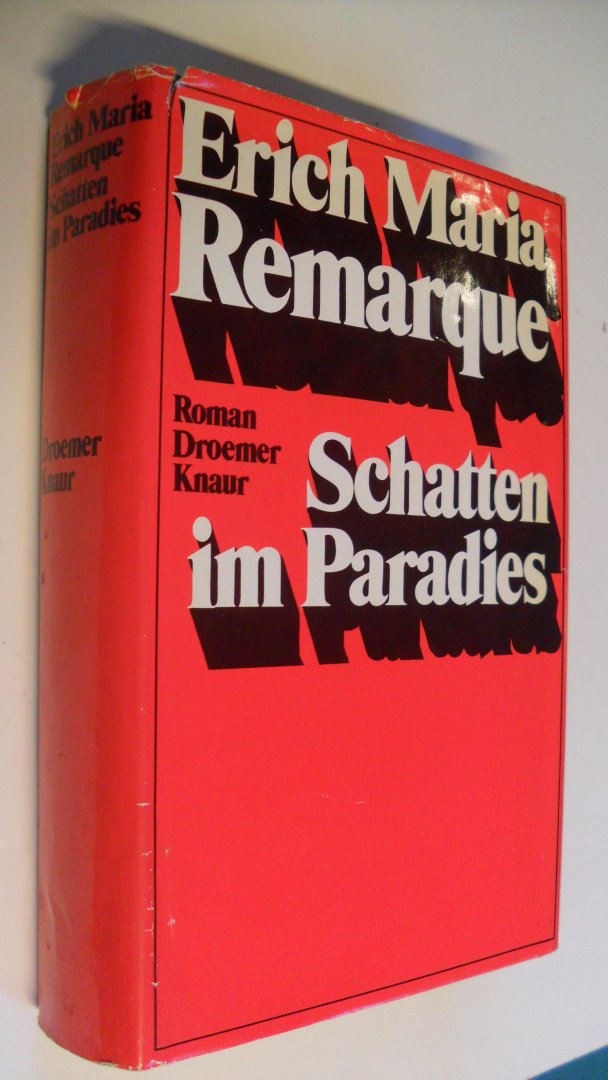 Erich Maria
Remarque
Schatten
im Paradies
Droemer
Knaur
Erich Maria
Remarque
Roman
Droemer
Knaur
Schatten
im Paradies